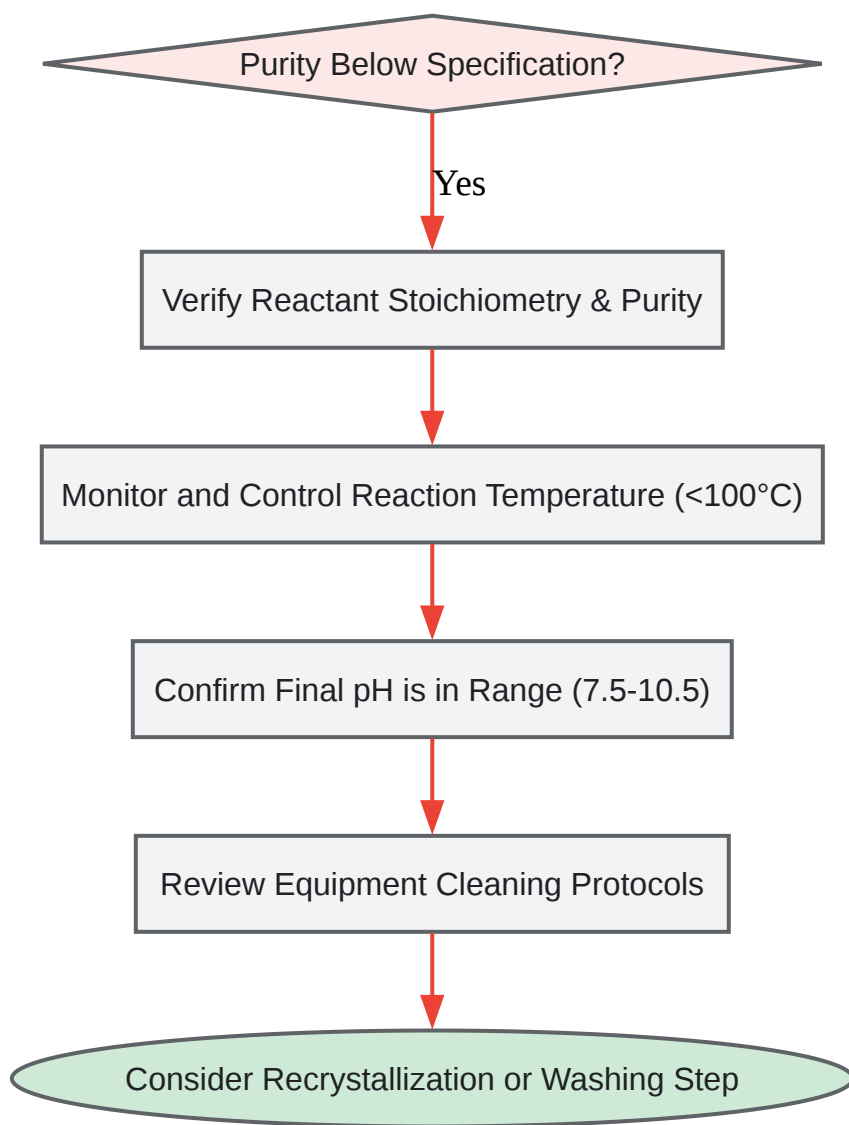 Purity Below Specification?
Yes
Verify Reactant Stoichiometry & Purity
Monitor and Control Reaction Temperature (<100°C)
Confirm Final pH is in Range (7.5-10.5)
Review Equipment Cleaning Protocols
Consider Recrystallization or Washing Step